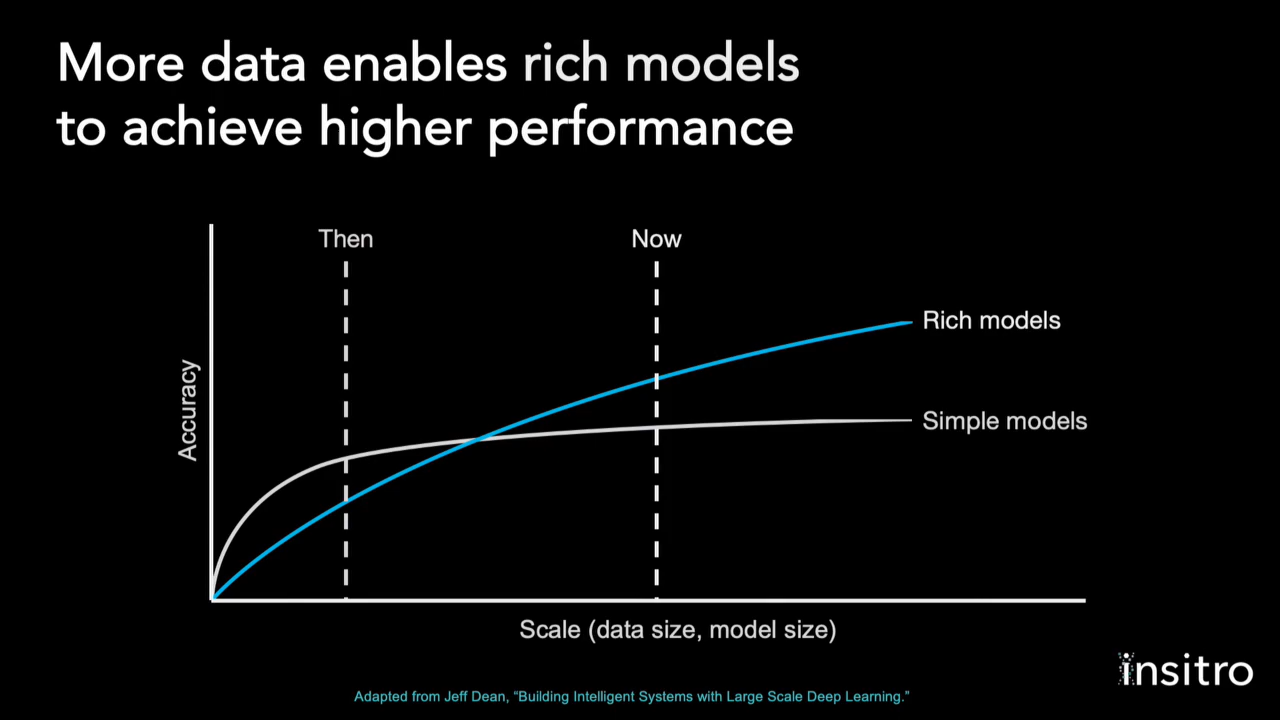 More data enables rich models
to achieve higher performance
Then
Now
Rich models
Simple models
Accuracy
Scale (data size, model size)
insitro
Adapted from Jeff Dean, “Building Intelligent Systems with Large Scale Deep Learning.”